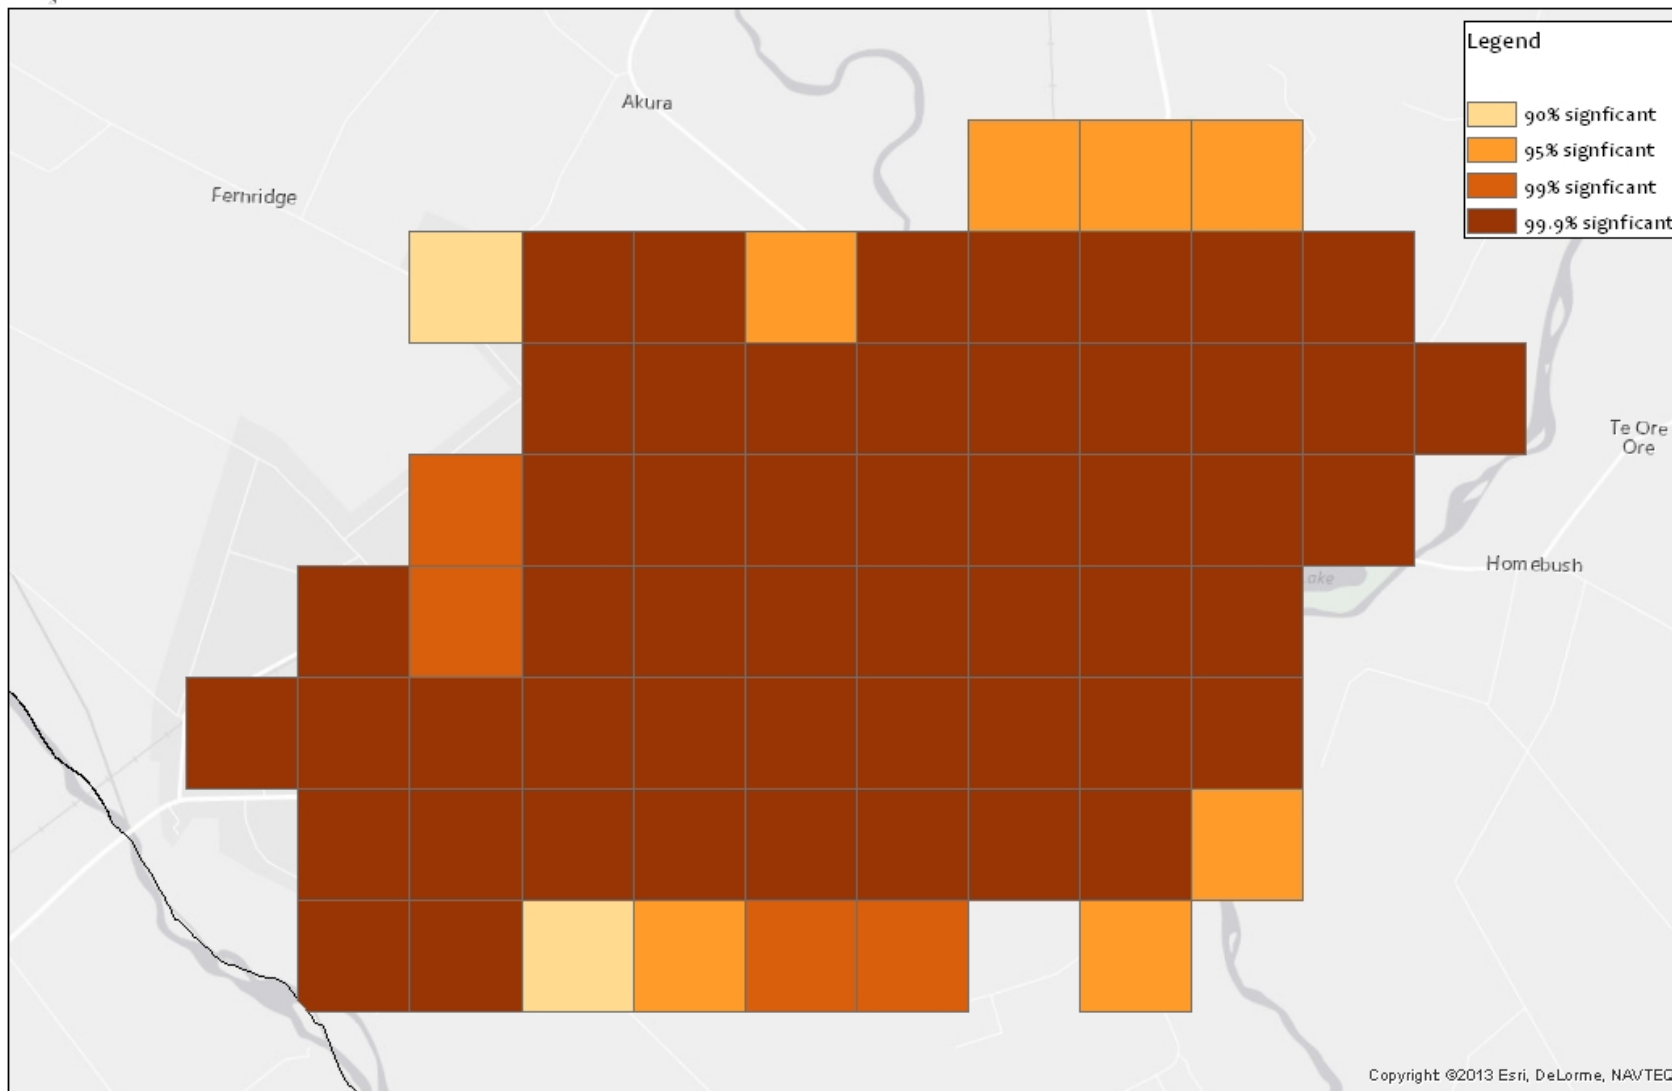 Legend
90% signficant
95% signficant
99% signficant
99.9% signficant
Akura
Fernridge
Te Ore
Ore
Homebush
Copyright ©2013 Esri, DeLorme, NAVTEQ